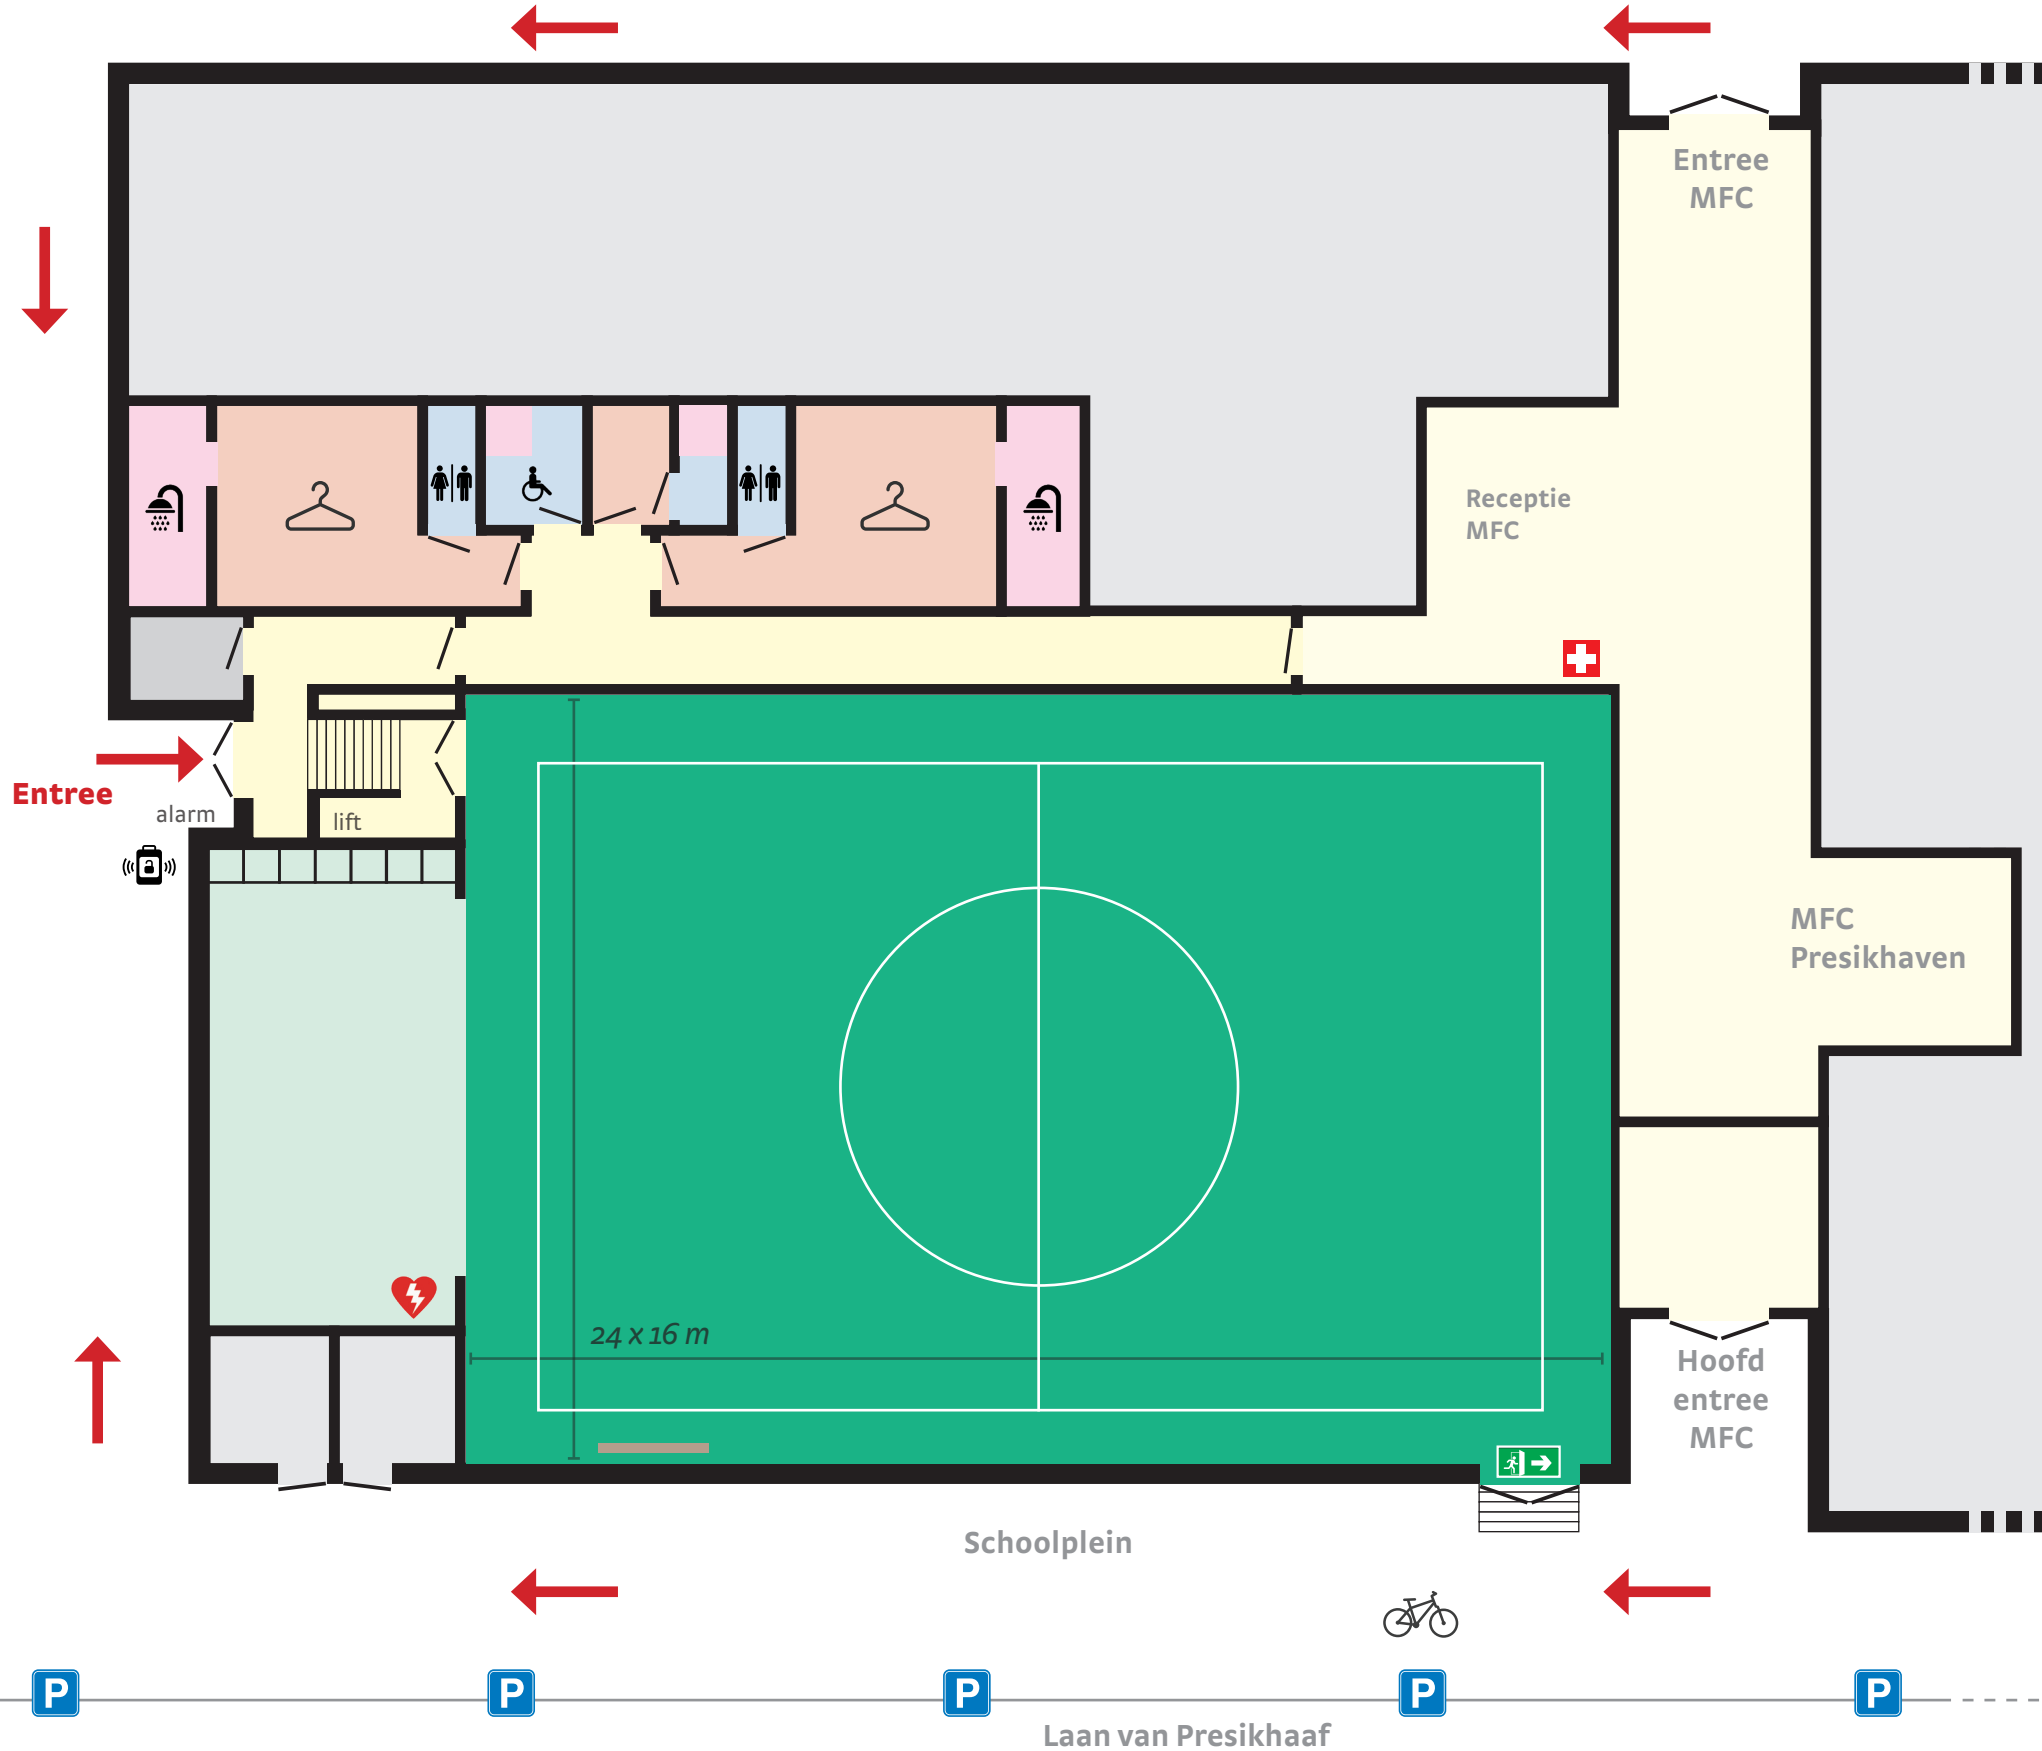 Entree
MFC
Receptie
MFC
Entree
alarm
lift
MFC
Presikhaven
24 x 16 m
Hoofd
entree
MFC
Schoolplein
P
P
P
P
P
Laan van Presikhaaf